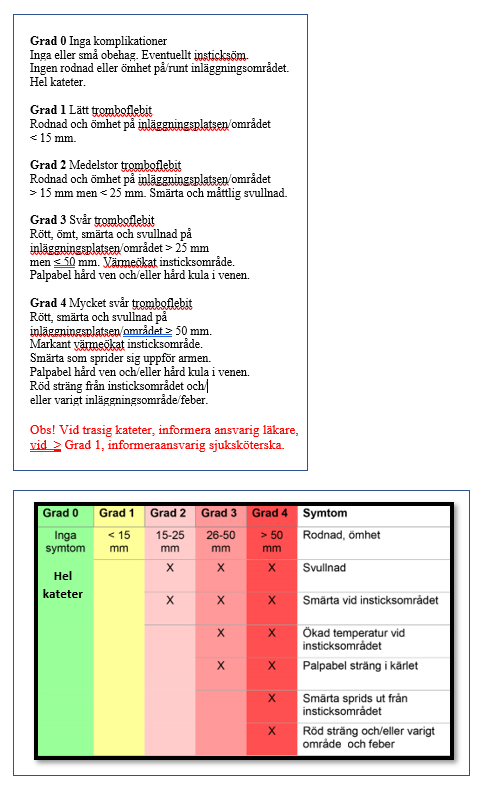 Grad 0 Inga komplikationer
Inga eller små obehag. Eventuellt insticksöm.
Ingen rodnad eller ömhet på/runt inläggningsområdet.
Hel kateter.
Grad 1 Lätt tromboflebit
Rodnad och ömhet på inläggningsplatsen/området
< 15 mm.
Grad 2 Medelstor tromboflebit
Rodnad och ömhet på inläggningsplatsen/området
> 15 mm men < 25 mm. Smärta och måttlig svullnad.
Grad 3 Svår tromboflebit
Rött, ömt, smärta och svullnad på
inläggningsplatsen/området > 25 mm
men ≤ 50 mm. Värmeökat insticksområde.
Palpabel hård ven och/eller hård kula i venen.
Grad 4 Mycket svår tromboflebit
Rött, smärta och svullnad på
inläggningsplatsen/området ≥ 50 mm.
Markant värmeökat insticksområde.
Smärta som sprider sig uppför armen.
Palpabel hård ven och/eller hård kula i venen.
Röd sträng från insticksområdet och/
eller varigt inläggningsområde/feber.
Obs! Vid trasig kateter, informera ansvarig läkare,
vid ≥ Grad 1, informeraansvarig sjuksköterska.
Grad 0 Grad 1 Grad 2 Grad 3 Grad 4 Symtom
Inga < 15 15-25 26-50 > 50 Rodnad, ömhet
symtom mm mm mm mm
Hel X X X Svullnad
kateter
X X X Smärta vid insticksområdet
X X Ökad temperatur vid
insticksområdet
X X Palpabel sträng i kärlet
X Smärta sprids ut från
insticksområdet
X Röd sträng och/eller varigt
område och feber